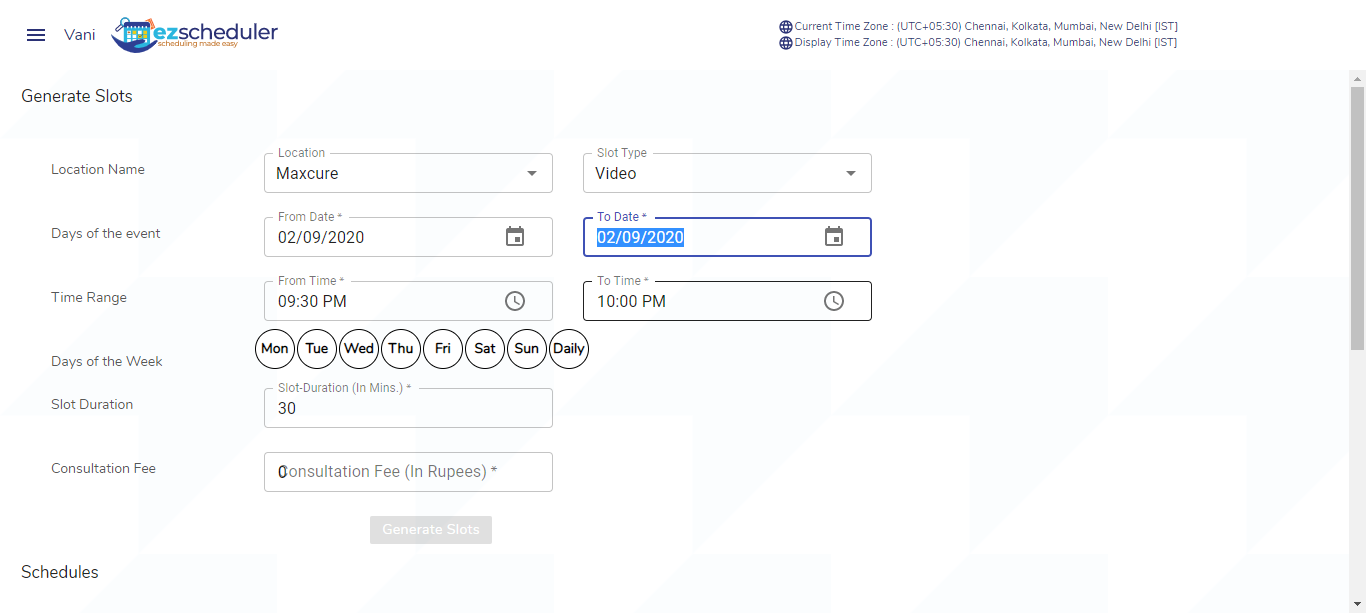 Vani
ezscheduler
scheduling made easy
Current Time Zone : (UTC+05:30) Chennai, Kolkata, Mumbai, New Delhi [IST]
Display Time Zone : (UTC+05:30) Chennai, Kolkata, Mumbai, New Delhi [IST]
Generate Slots
Location Slot Type
Location Name Maxcure Video
From Date * To Date *
Days of the event 02/09/2020 02/09/2020
From Time * To Time *
Time Range 09:30 PM 10:00 PM
Days of the Week Mon Tue Wed Thu Fri Sat Sun Daily
Slot-Duration (In Mins.) *
Slot Duration 30
Consultation Fee 0 Consultation Fee (In Rupees) *
Generate Slots
Schedules